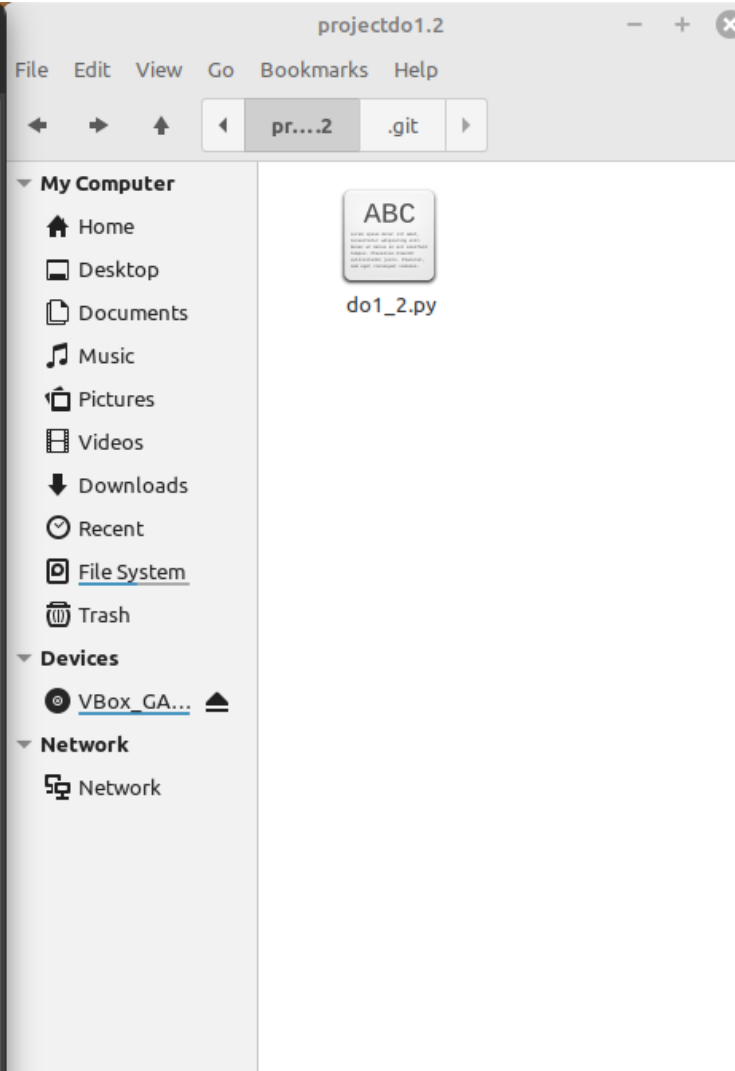 projectdo1.2
File Edit View Go Bookmarks Help
pr....2 .git
My Computer
Home
Desktop
Documents
Music
Pictures
Videos
Downloads
Recent
File System
Trash
Devices
VBox_GA...
Network
Network
ABC
do1_2.py